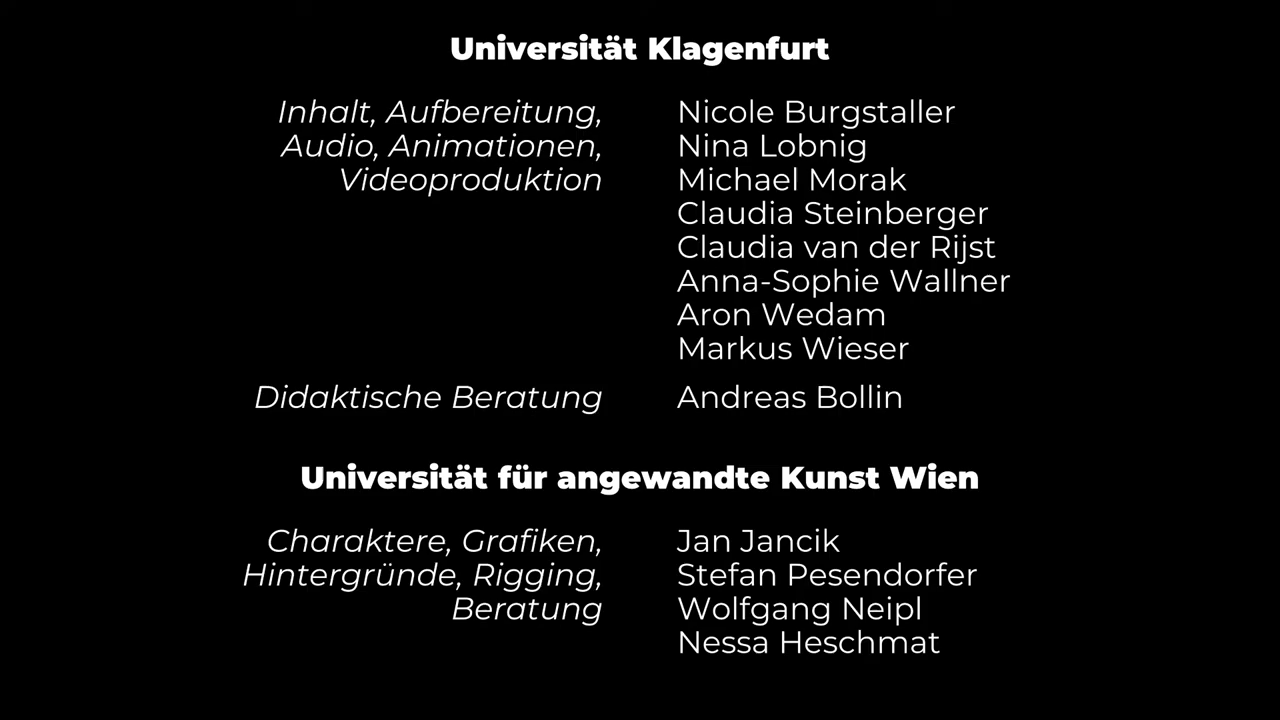 Universität Klagenfurt
Inhalt, Aufbereitung, Nicole Burgstaller
Audio, Animationen, Nina Lobnig
Videoproduktion Michael Morak
Claudia Steinberger
Claudia van der Rijst
Anna-Sophie Wallner
Aron Wedam
Markus Wieser
Didaktische Beratung Andreas Bollin
Universität für angewandte Kunst Wien
Charaktere, Grafiken, Jan Jancik
Hintergründe, Rigging, Stefan Pesendorfer
Beratung Wolfgang Neipl
Nessa Heschmat